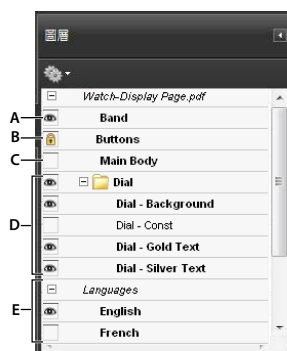 圖層
Watch-Display Page.pdf
A Band
B Buttons
C Main Body
Dial
Dial - Background
D Dial - Const
Dial - Gold Text
Dial - Silver Text
Languages
E English
French